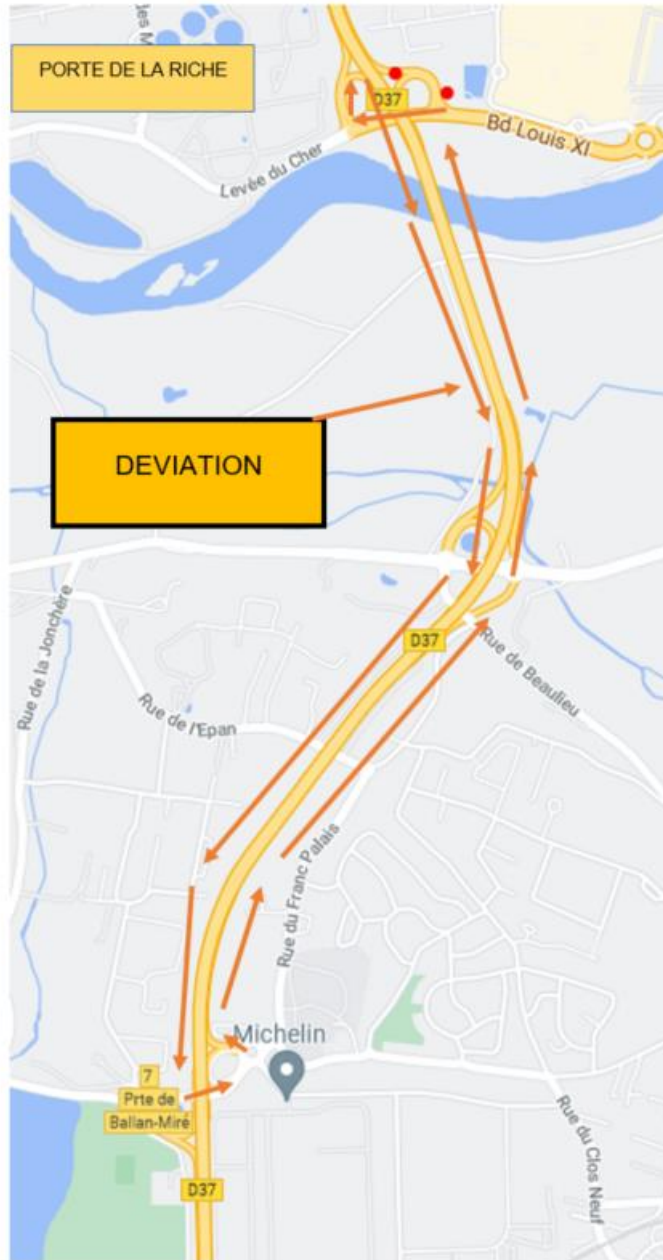 des M
PORTE DE LA RICHE
D37
Bd Louis XI
Levée du Cher
DEVIATION
Rue de la Jonchère
D37
Rue de Beaulieu
Rue de l'Epan
Rue du Franc Palais
Michelin
7
Prte de
Ballan-Miré
Rue du Clos Neuf
D37